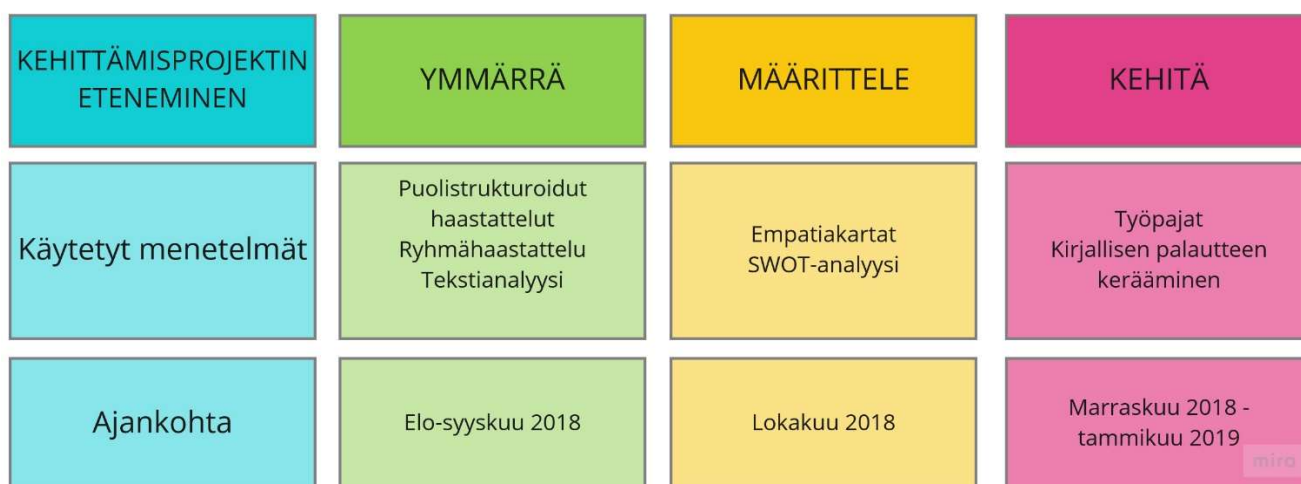 KEHITTÄMISPROJEKTIN
ETENEMINEN
YMMÄRRÄ
MÄÄRITTELE
KEHITÄ
Käytetyt menetelmät
Puolistrukturoidut
haastattelut
Ryhmähaastattelu
Tekstianalyysi
Empatiakartat
SWOT-analyysi
Työpajat
Kirjallisen palautteen
kerääminen
Ajankohta
Elo-syyskuu 2018
Lokakuu 2018
Marraskuu 2018 -
tammikuu 2019
miro